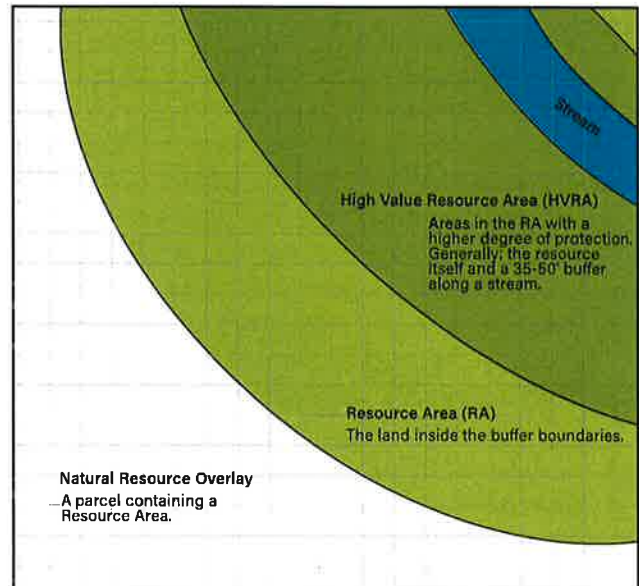 Stream
High Value Resource Area (HVRA)
Areas in the RA with a
higher degree of protection.
Generally: the resource
itself and a 35-50' buffer
along a stream.
Resource Area (RA)
The land inside the buffer boundaries.
Natural Resource Overlay
A parcel containing a
Resource Area.